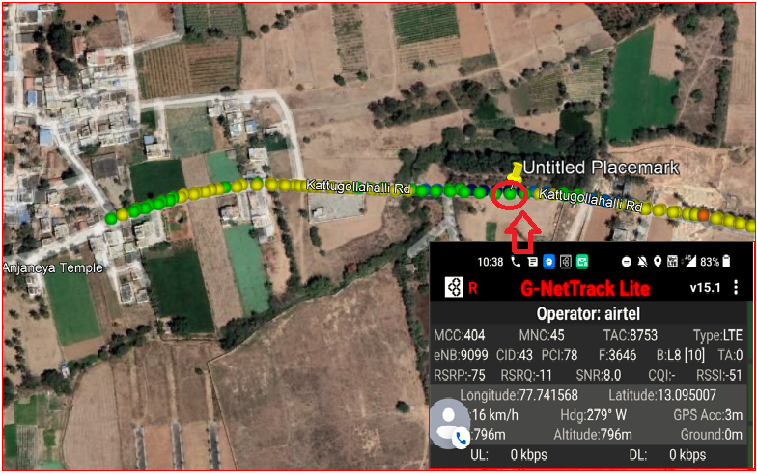 Untitled Placemark
Kattugollahalli Rd
Kattugollahalli Rd
Anjaneya Temple
10:38 83%
R G-NetTrack Lite v15.1
Operator: airtel
MCC:404 MNC:45 TAC:8753 Type:LTE
eNB:9099 CID:43 PCI:78 F:3646 B:L8 [10] TA:0
RSRP:-75 RSRQ:-11 SNR:8.0 CQI:- RSSI:-51
Longitude:77.741568 Latitude:13.095007
:16 km/h Hdg:279° W GPS Acc:3m
:796m Altitude:796m Ground:0m
UL: 0 kbps DL: 0 kbps